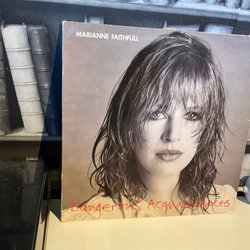 MARIANNE FAITHFULL
Dangerous Acquaintances